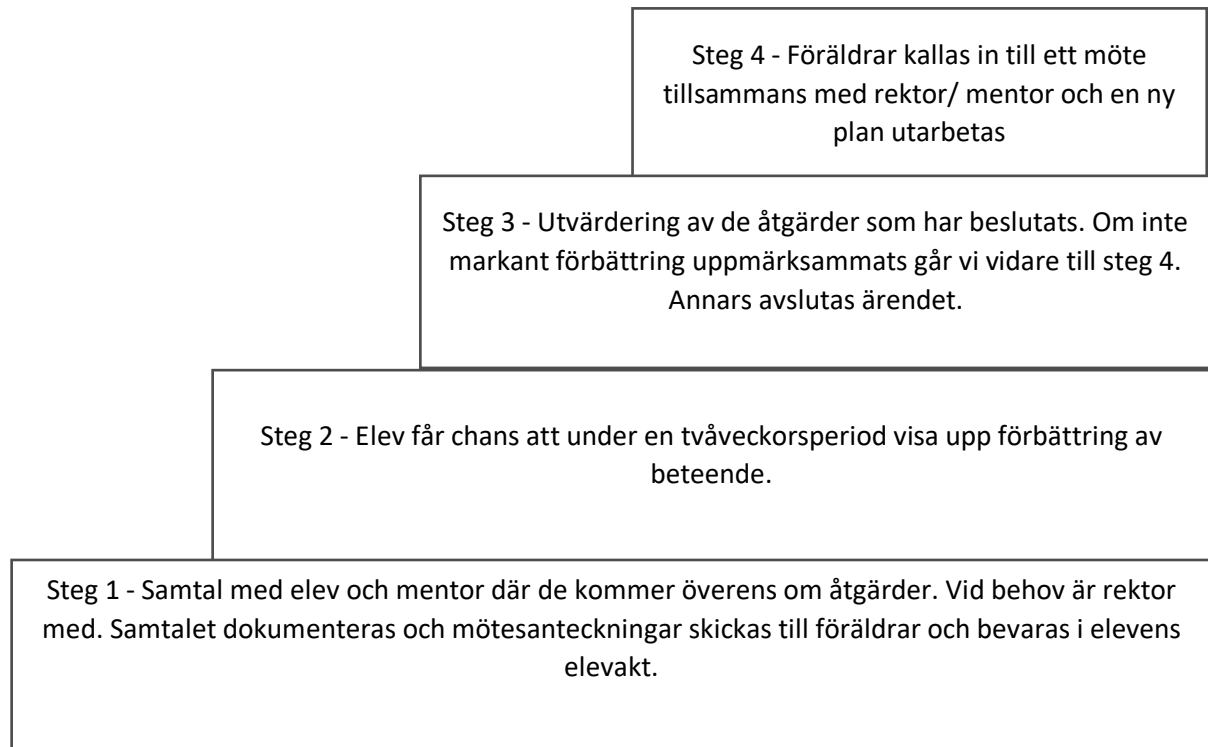 Steg 4 - Föräldrar kallas in till ett möte
tillsammans med rektor/ mentor och en ny
plan utarbetas
Steg 3 - Utvärdering av de åtgärder som har beslutats. Om inte
markant förbättring uppmärksammats går vi vidare till steg 4.
Annars avslutas ärendet.
Steg 2 - Elev får chans att under en tvåveckorsperiod visa upp förbättring av
beteende.
Steg 1 - Samtal med elev och mentor där de kommer överens om åtgärder. Vid behov är rektor
med. Samtalet dokumenteras och mötesanteckningar skickas till föräldrar och bevaras i elevens
elevakt.